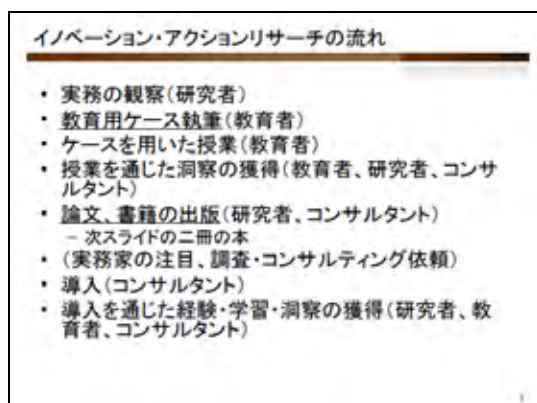 イノベーション・アクションリサーチの流れ
• 実務の観察(研究者)
• 教育用ケース執筆(教育者)
• ケースを用いた授業(教育者)
• 授業を通じた洞察の獲得(教育者、研究者、コンサ
ルタント)
• 論文、書籍の出版(研究者、コンサルタント)
– 次スライドの二冊の本
• (実務家の注目、調査・コンサルティング依頼)
• 導入(コンサルタント)
• 導入を通じた経験・学習・洞察の獲得(研究者、教
育者、コンサルタント)